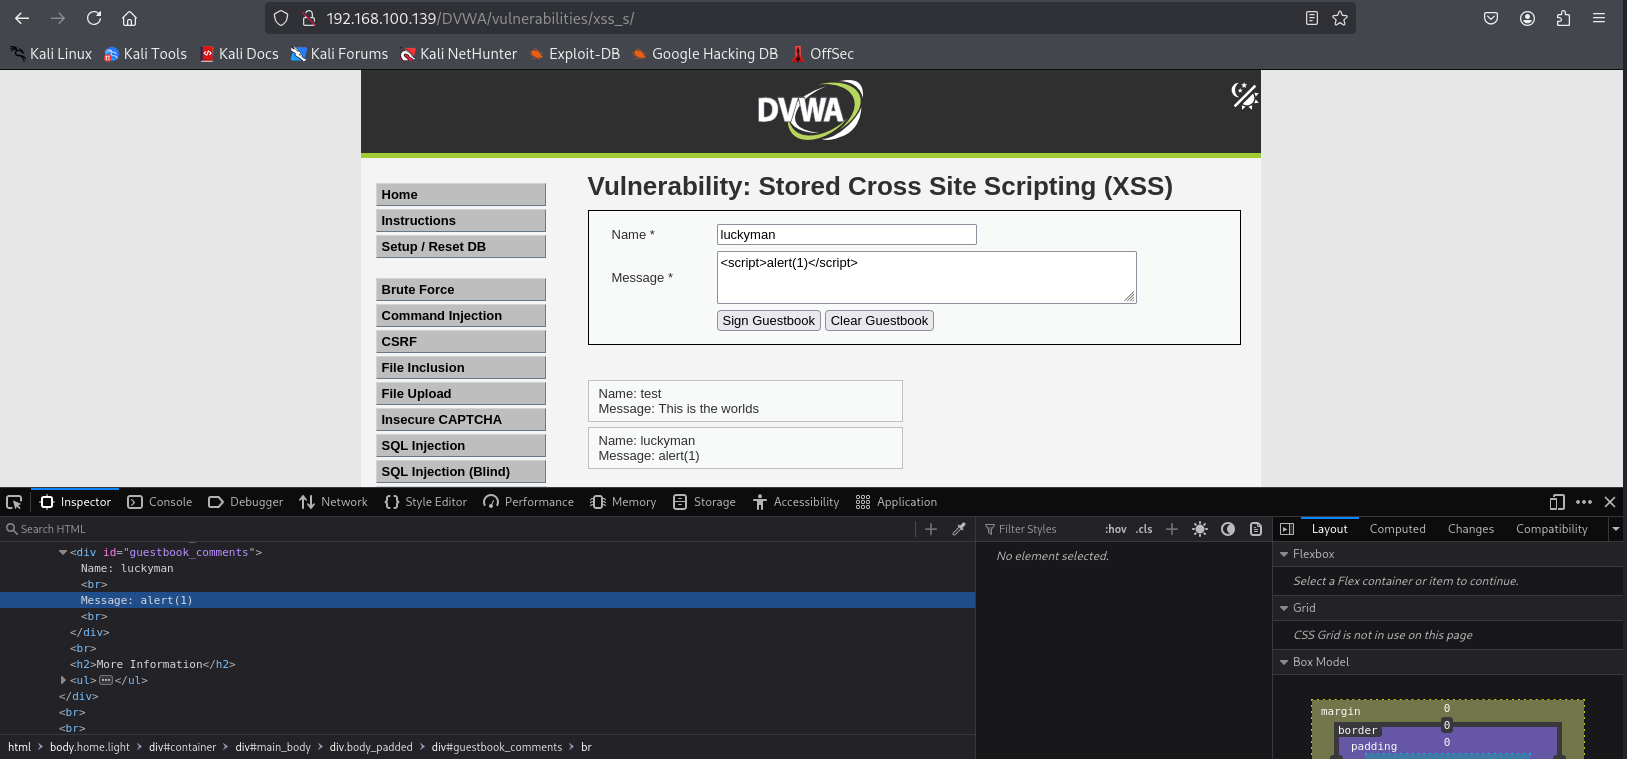 192.168.100.139/DVWA/vulnerabilities/xss_s/
Kali Linux Kali Tools Kali Docs Kali Forums Kali NetHunter Exploit-DB Google Hacking DB OffSec
DVWA
Home
Instructions
Setup / Reset DB
Brute Force
Command Injection
CSRF
File Inclusion
File Upload
Insecure CAPTCHA
SQL Injection
SQL Injection (Blind)
Vulnerability: Stored Cross Site Scripting (XSS)
Name * luckyman
Message * <script>alert(1)</script>
Sign Guestbook Clear Guestbook
Name: test
Message: This is the worlds
Name: luckyman
Message: alert(1)
Inspector Console Debugger Network Style Editor Performance Memory Storage Accessibility Application
Search HTML
<div id="guestbook_comments">
Name: luckyman
<br>
Message: alert(1)
<br>
</div>
<br>
<h2>More Information</h2>
<ul></ul>
</div>
<br>
<br>
html > body.home.light > div#container > div#main_body > div.body_padded > div#guestbook_comments > br
Filter Styles :hov .cls
No element selected.
Layout Computed Changes Compatibility
Flexbox
Select a Flex container or item to continue.
Grid
CSS Grid is not in use on this page
Box Model
margin 0
border 0
padding 0